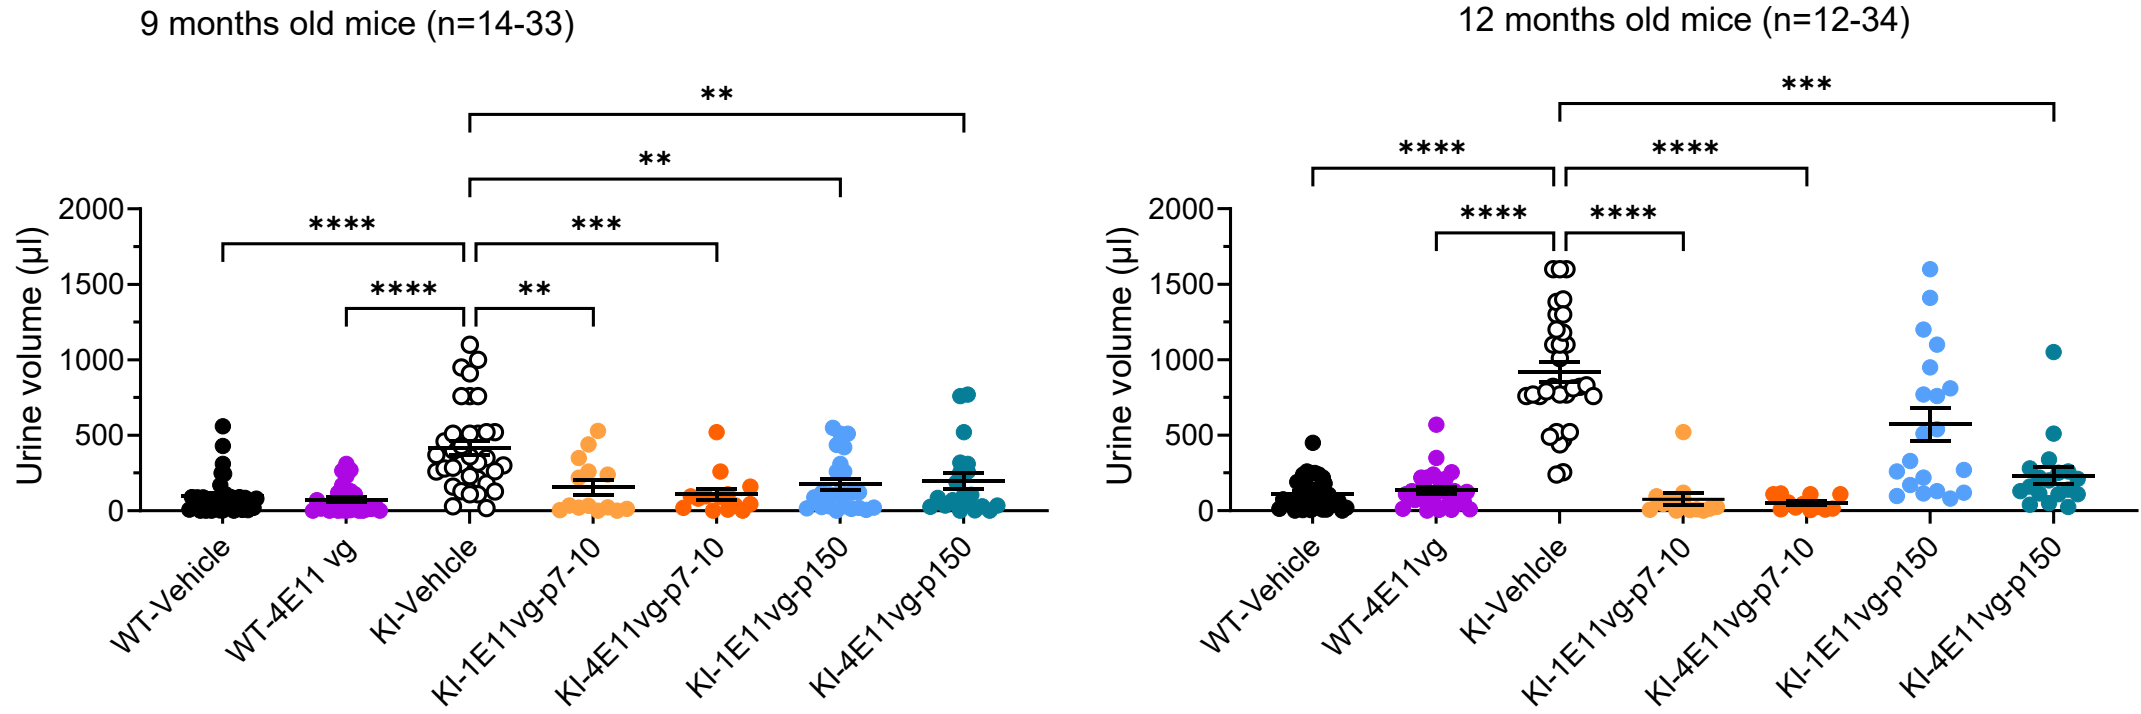 9 months old mice (n=14-33)
**
**
****
***
****
**
Urine volume (µl)
2000
1500
1000
500
0
WT-Vehicle
WT-4E11 vg
KI-VehIcle
KI-1E11vg-p7-10
KI-4E11vg-p7-10
KI-1E11vg-p150
KI-4E11vg-p150
12 months old mice (n=12-34)
***
****
****
****
****
Urine volume (µl)
2000
1500
1000
500
0
WT-Vehicle
WT-4E11vg
KI-VehIcle
KI-1E11vg-p7-10
KI-4E11vg-p7-10
KI-1E11vg-p150
KI-4E11vg-p150